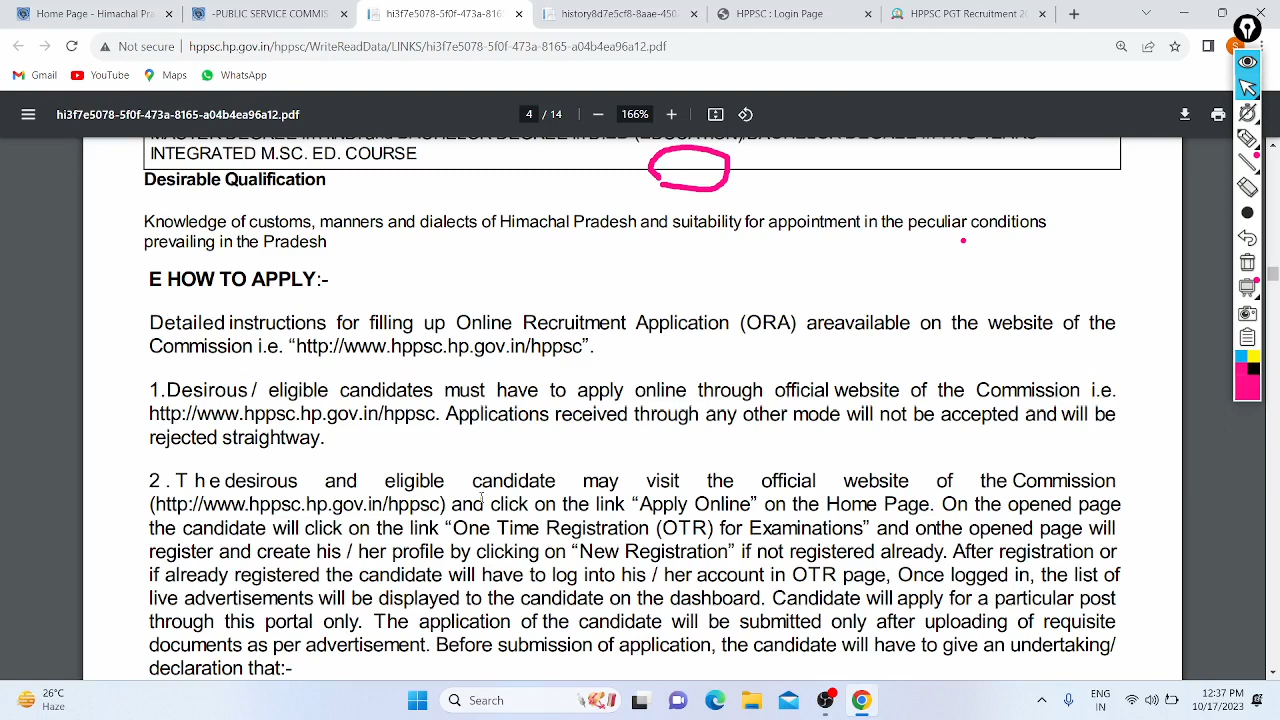 Home Page - Himachal Pr
-PUBLIC SERVICE COMMIS
hi3f7e5078-5f0f-473a-816
history8d7e5cf8-8aae-450
HPPSC : Login Page
HPPSC PGT Recruitment 20
Not secure
hppsc.hp.gov.in/hppsc/WriteReadData/LINKS/hi3f7e5078-5f0f-473a-8165-a04b4ea96a12.pdf
Gmail
YouTube
Maps
WhatsApp
hi3f7e5078-5f0f-473a-8165-a04b4ea96a12.pdf
4 / 14
166%
INTEGRATED M.SC. ED. COURSE
Desirable Qualification
Knowledge of customs, manners and dialects of Himachal Pradesh and suitability for appointment in the peculiar conditions
prevailing in the Pradesh
E HOW TO APPLY:-
Detailed instructions for filling up Online Recruitment Application (ORA) areavailable on the website of the
Commission i.e. “http://www.hppsc.hp.gov.in/hppsc”.
1.Desirous / eligible candidates must have to apply online through official website of the Commission i.e.
http://www.hppsc.hp.gov.in/hppsc. Applications received through any other mode will not be accepted and will be
rejected straightway.
2 . T h e desirous and eligible candidate may visit the official website of the Commission
(http://www.hppsc.hp.gov.in/hppsc) and click on the link “Apply Online” on the Home Page. On the opened page
the candidate will click on the link “One Time Registration (OTR) for Examinations” and onthe opened page will
register and create his / her profile by clicking on “New Registration” if not registered already. After registration or
if already registered the candidate will have to log into his / her account in OTR page, Once logged in, the list of
live advertisements will be displayed to the candidate on the dashboard. Candidate will apply for a particular post
through this portal only. The application of the candidate will be submitted only after uploading of requisite
documents as per advertisement. Before submission of application, the candidate will have to give an undertaking/
declaration that:-
26°C
Haze
Search
ENG
IN
12:37 PM
10/17/2023